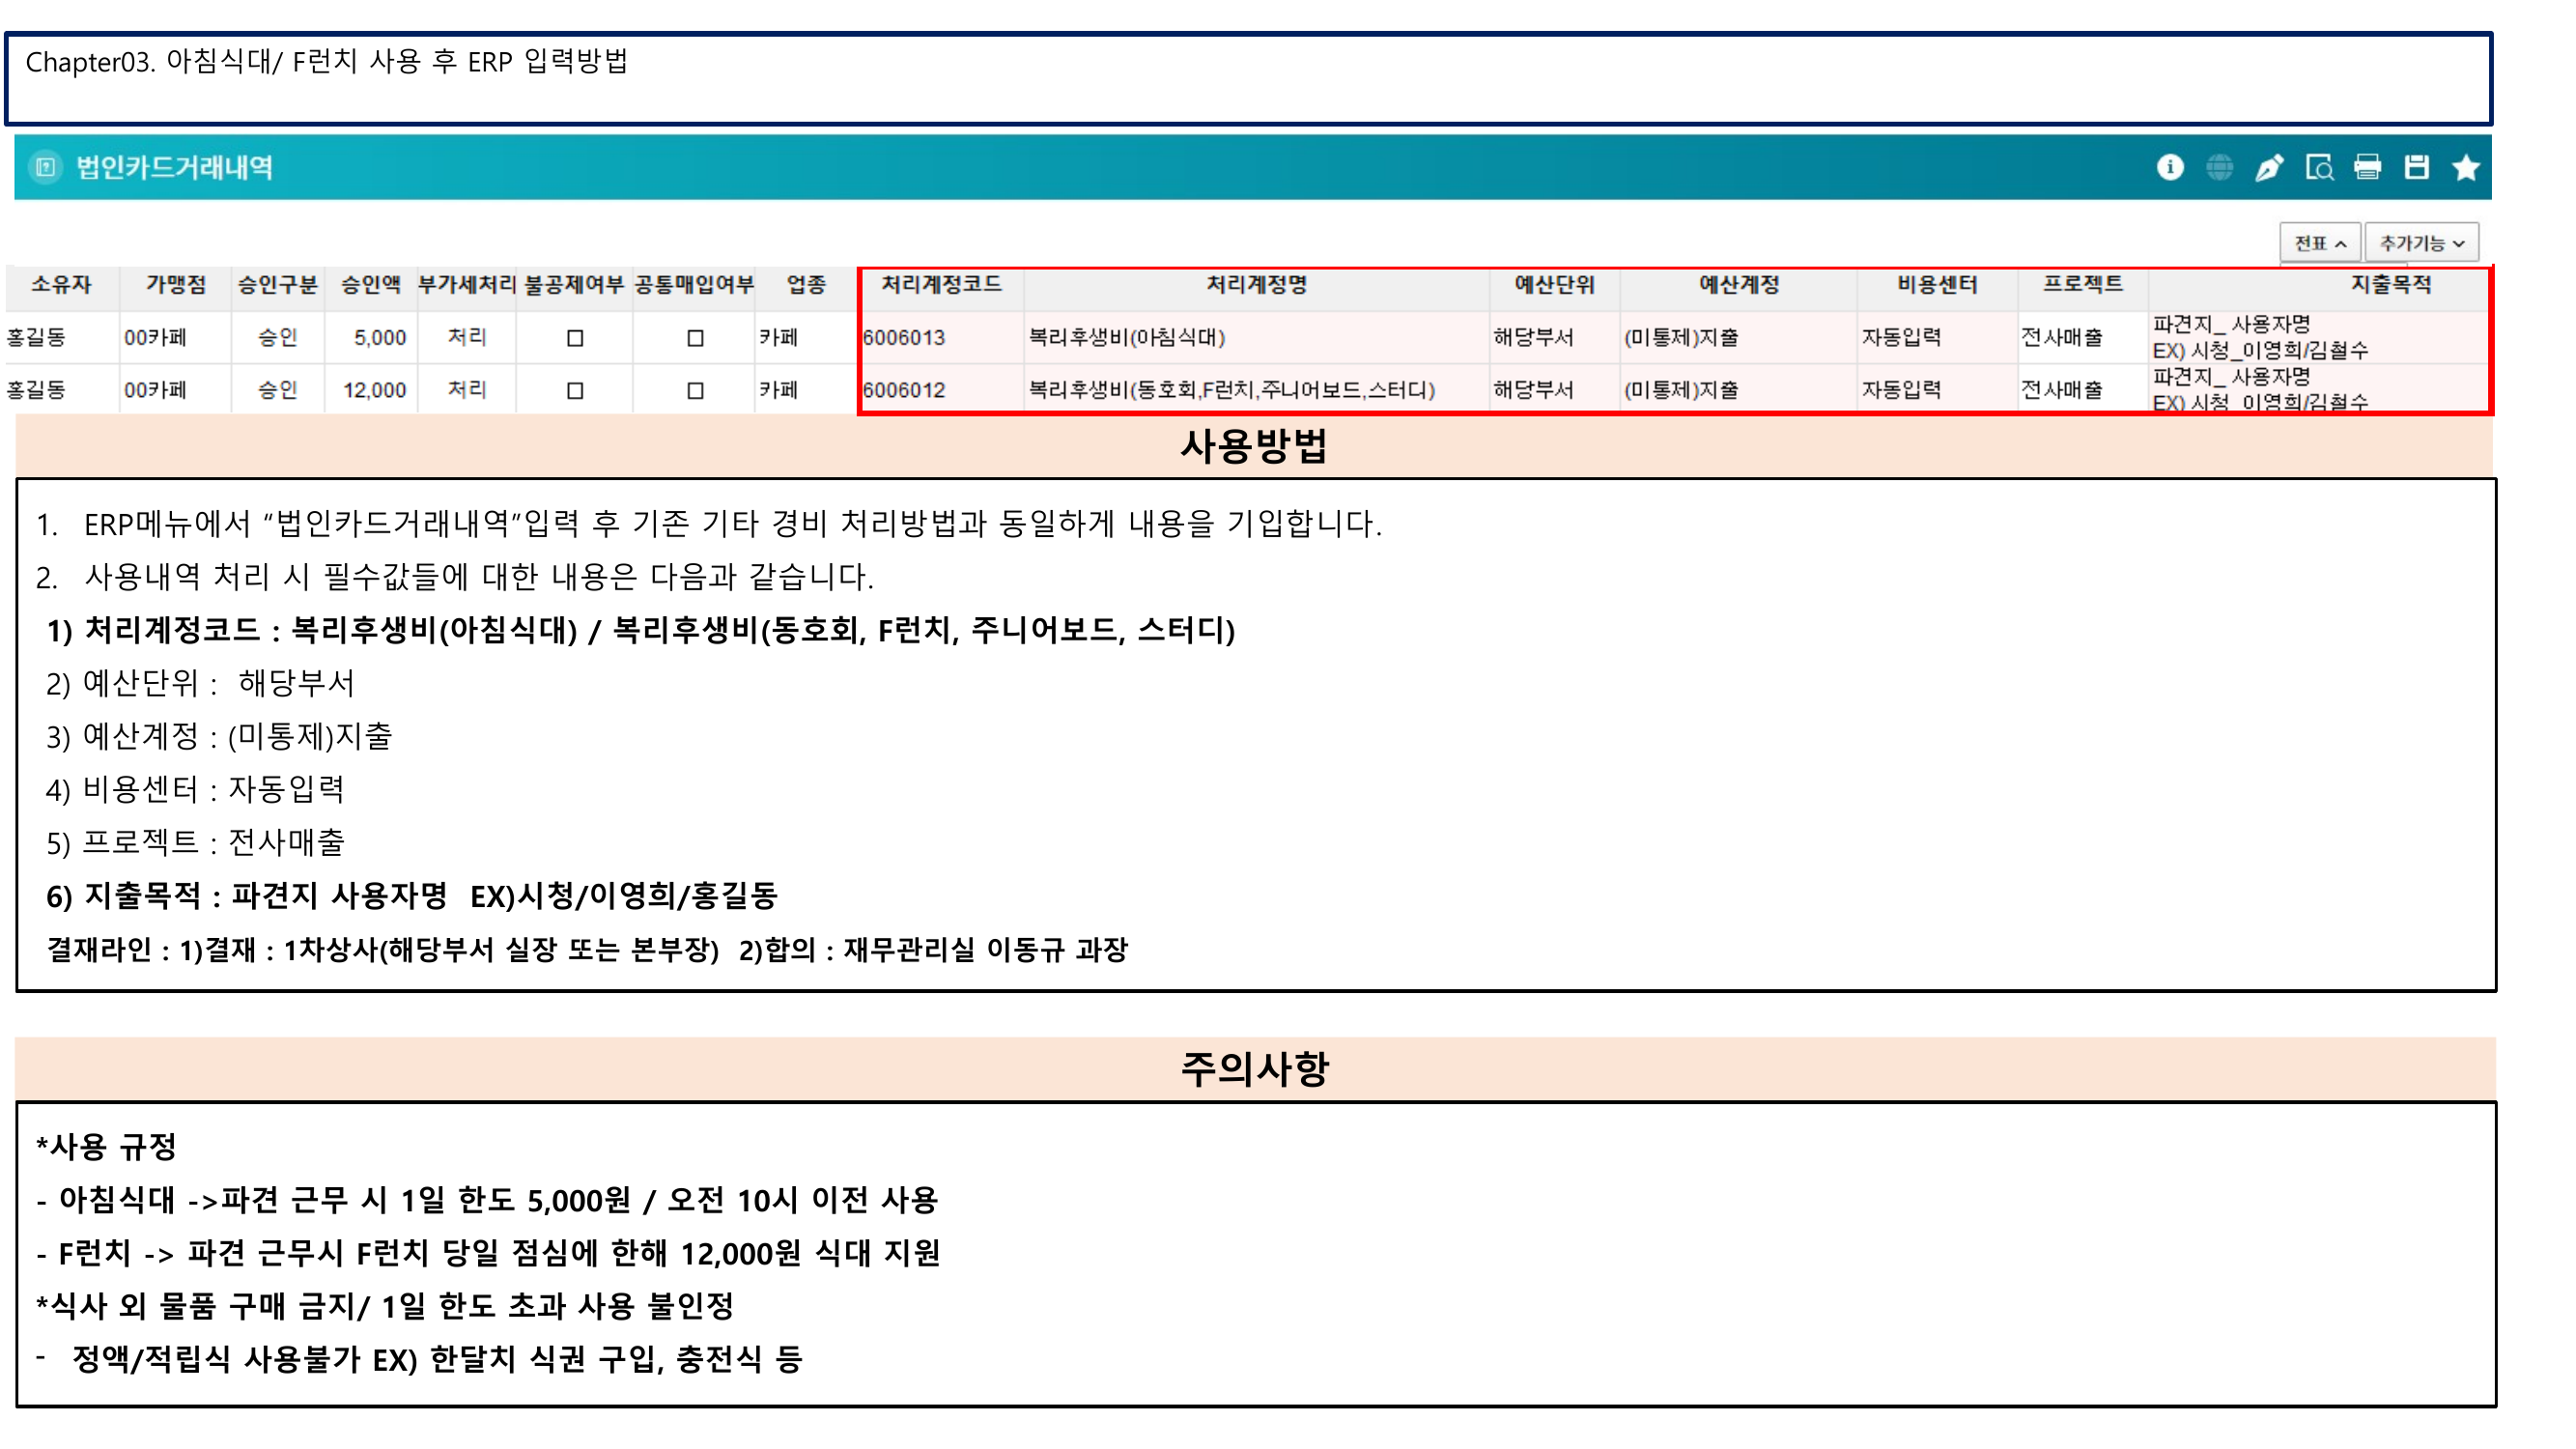 Chapter03. 아침식대/ F런치 사용 후 ERP 입력방법
법인카드거래내역
전표 추가기능
소유자 가맹점 승인구분 승인액 부가세처리 불공제여부 공통매입여부 업종 처리계정코드 처리계정명 예산단위 예산계정 비용센터 프로젝트 지출목적
홍길동 00카페 승인 5,000 처리 카페 6006013 복리후생비(아침식대) 해당부서 (미통제)지출 자동입력 전사매출 파견지_ 사용자명
EX) 시청_이영희/김철수
홍길동 00카페 승인 12,000 처리 카페 6006012 복리후생비(동호회,F런치,주니어보드,스터디) 해당부서 (미통제)지출 자동입력 전사매출 파견지_ 사용자명
EX) 시청_이영희/김철수
사용방법
1. ERP메뉴에서 “법인카드거래내역”입력 후 기존 기타 경비 처리방법과 동일하게 내용을 기입합니다.
2. 사용내역 처리 시 필수값들에 대한 내용은 다음과 같습니다.
1) 처리계정코드 : 복리후생비(아침식대) / 복리후생비(동호회, F런치, 주니어보드, 스터디)
2) 예산단위 : 해당부서
3) 예산계정 : (미통제)지출
4) 비용센터 : 자동입력
5) 프로젝트 : 전사매출
6) 지출목적 : 파견지 사용자명 EX)시청/이영희/홍길동
결재라인 : 1)결재 : 1차상사(해당부서 실장 또는 본부장) 2)합의 : 재무관리실 이동규 과장
주의사항
*사용 규정
- 아침식대 ->파견 근무 시 1일 한도 5,000원 / 오전 10시 이전 사용
- F런치 -> 파견 근무시 F런치 당일 점심에 한해 12,000원 식대 지원
*식사 외 물품 구매 금지/ 1일 한도 초과 사용 불인정
- 정액/적립식 사용불가 EX) 한달치 식권 구입, 충전식 등